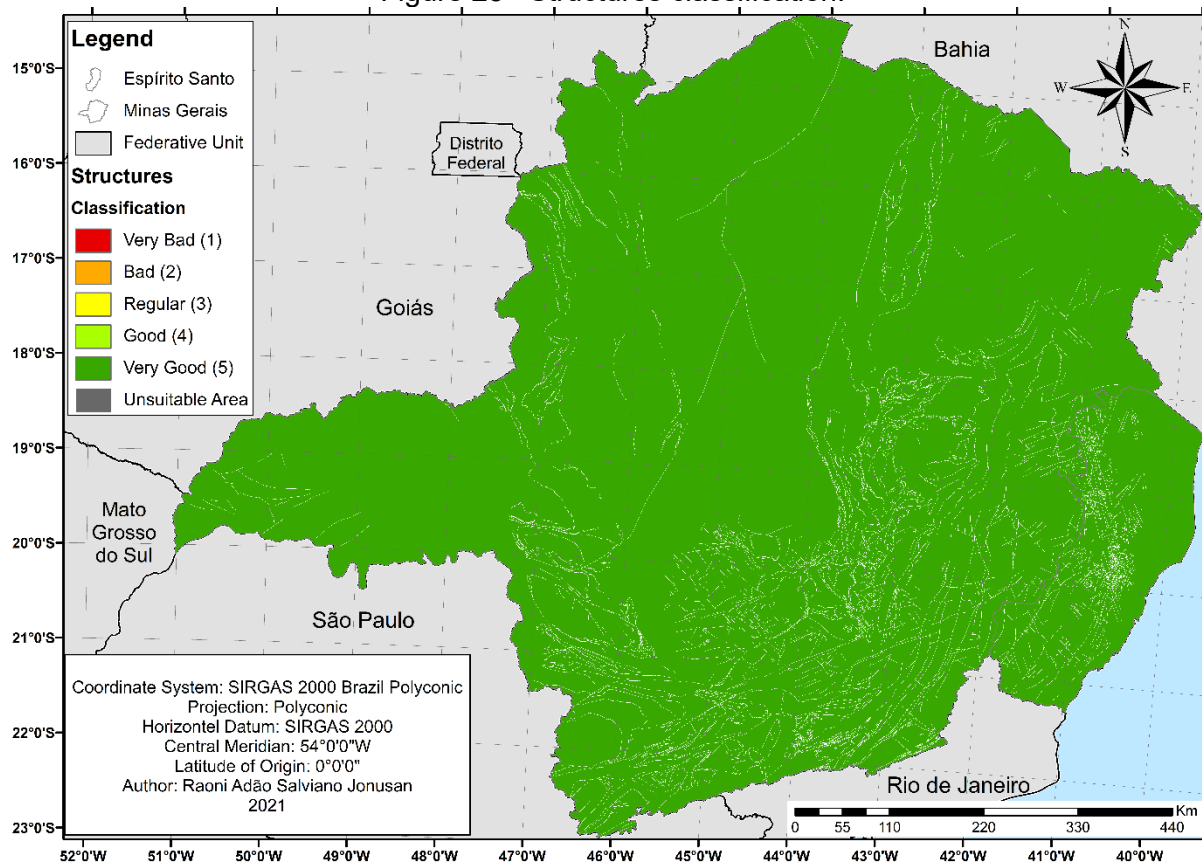 Legend
Espírito Santo
Minas Gerais
Federative Unit
Structures
Classification
Very Bad (1)
Bad (2)
Regular (3)
Good (4)
Very Good (5)
Unsuitable Area
Bahia
N
W
E
S
Distrito
Federal
Goiás
Mato
Grosso
do Sul
São Paulo
Rio de Janeiro
Coordinate System: SIRGAS 2000 Brazil Polyconic
Projection: Polyconic
Horizontel Datum: SIRGAS 2000
Central Meridian: 54°0'0"W
Latitude of Origin: 0°0'0"
Author: Raoni Adão Salviano Jonusan
2021
Km
0 55 110 220 330 440
15°0'S
16°0'S
17°0'S
18°0'S
19°0'S
20°0'S
21°0'S
22°0'S
23°0'S
52°0'W 51°0'W 50°0'W 49°0'W 48°0'W 47°0'W 46°0'W 45°0'W 44°0'W 43°0'W 42°0'W 41°0'W 40°0'W